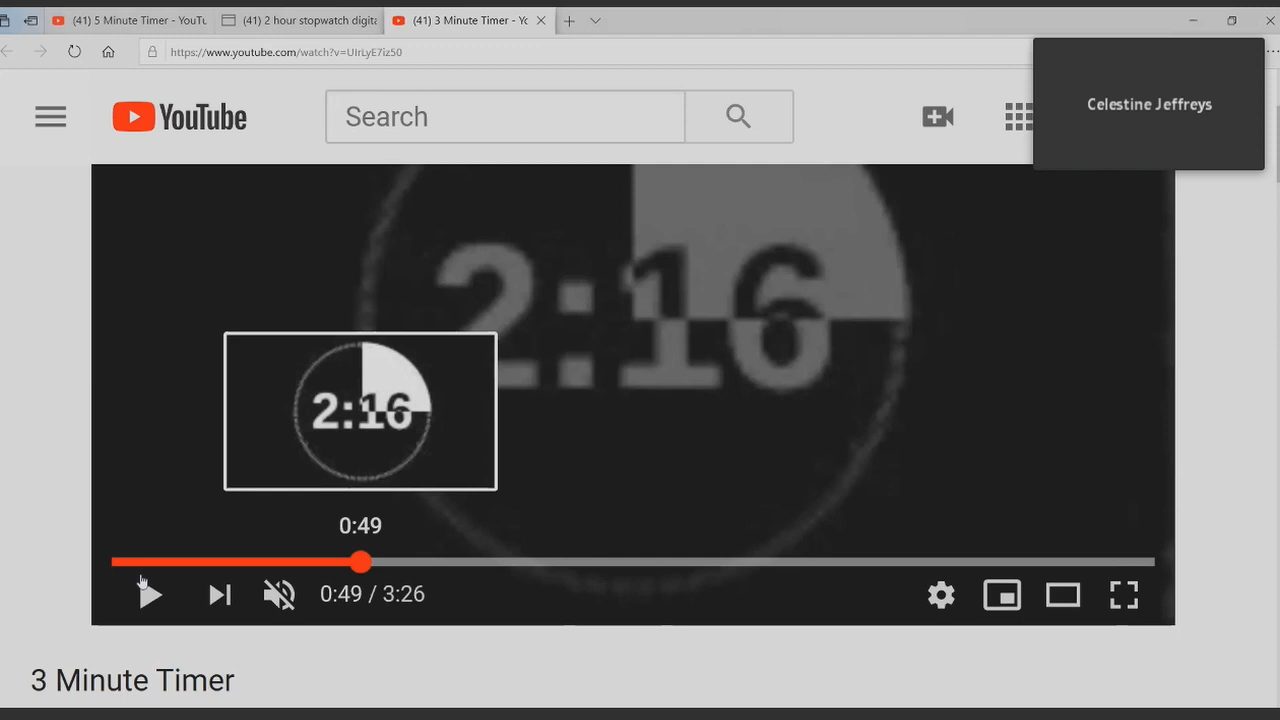 (41) 5 Minute Timer - YouTu
(41) 2 hour stopwatch digita
(41) 3 Minute Timer - Yo
https://www.youtube.com/watch?v=UIrLyE7iz50
Celestine Jeffreys
YouTube
Search
2:16
2:16
0:49
0:49 / 3:26
3 Minute Timer